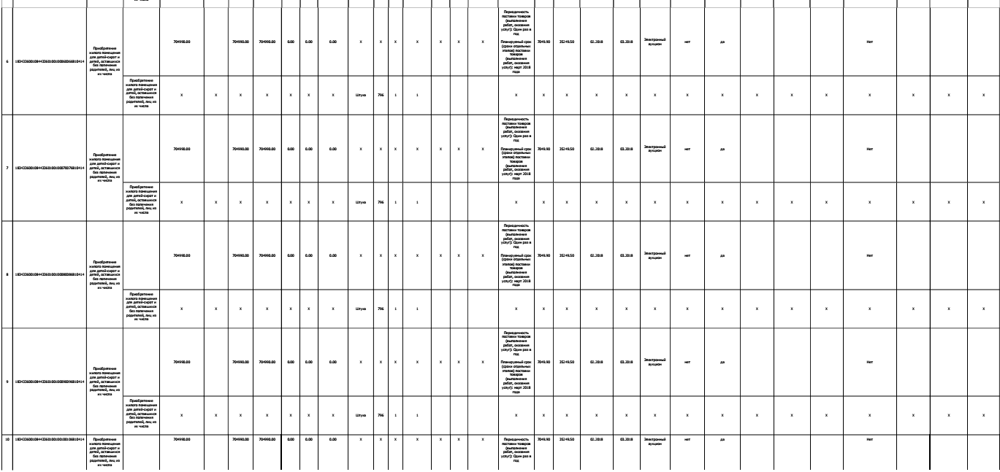 их числа
6
183433600108443360100100060066810414
Приобретение
жилого помещения
для детей-сирот и
детей, оставшихся
без попечения
родителей, лиц из
их числа
704990.00 704990.00 704990.00 0.00 0.00 0.00 X X X X X X X
Периодичность
поставки товаров
(выполнения
работ, оказания
услуг): Один раз в
год
Планируемый срок
(сроки отдельных
этапов) поставки
товаров
(выполнения
работ, оказания
услуг): март 2018
года
7049.90 35249.50 02.2018 03.2018
Электронный
аукцион
нет да Нет
Приобретение
жилого помещения
для детей-сирот и
детей, оставшихся
без попечения
родителей, лиц из
их числа
X X X X X X X Штука 796 1 1 X X X X X X X X X X X X X X X X
7
183433600108443360100100070076810414
Приобретение
жилого помещения
для детей-сирот и
детей, оставшихся
без попечения
родителей, лиц из
их числа
704990.00 704990.00 704990.00 0.00 0.00 0.00 X X X X X X X
Периодичность
поставки товаров
(выполнения
работ, оказания
услуг): Один раз в
год
Планируемый срок
(сроки отдельных
этапов) поставки
товаров
(выполнения
работ, оказания
услуг): март 2018
года
7049.90 35249.50 02.2018 03.2018
Электронный
аукцион
нет да Нет
Приобретение
жилого помещения
для детей-сирот и
детей, оставшихся
без попечения
родителей, лиц из
их числа
X X X X X X X Штука 796 1 1 X X X X X X X X X X X X X X X X
8
183433600108443360100100080086810414
Приобретение
жилого помещения
для детей-сирот и
детей, оставшихся
без попечения
родителей, лиц из
их числа
704990.00 704990.00 704990.00 0.00 0.00 0.00 X X X X X X X
Периодичность
поставки товаров
(выполнения
работ, оказания
услуг): Один раз в
год
Планируемый срок
(сроки отдельных
этапов) поставки
товаров
(выполнения
работ, оказания
услуг): март 2018
года
7049.90 35249.50 02.2018 03.2018
Электронный
аукцион
нет да Нет
Приобретение
жилого помещения
для детей-сирот и
детей, оставшихся
без попечения
родителей, лиц из
их числа
X X X X X X X Штука 796 1 1 X X X X X X X X X X X X X X X X
9
183433600108443360100100090096810414
Приобретение
жилого помещения
для детей-сирот и
детей, оставшихся
без попечения
родителей, лиц из
их числа
704990.00 704990.00 704990.00 0.00 0.00 0.00 X X X X X X X
Периодичность
поставки товаров
(выполнения
работ, оказания
услуг): Один раз в
год
Планируемый срок
(сроки отдельных
этапов) поставки
товаров
(выполнения
работ, оказания
услуг): март 2018
года
7049.90 35249.50 02.2018 03.2018
Электронный
аукцион
нет да Нет
Приобретение
жилого помещения
для детей-сирот и
детей, оставшихся
без попечения
родителей, лиц из
их числа
X X X X X X X Штука 796 1 1 X X X X X X X X X X X X X X X X
10
183433600108443360100100100106810414
Приобретение
жилого помещения
для детей-сирот и
детей, оставшихся
без попечения
родителей, лиц из
их числа
704990.00 704990.00 704990.00 0.00 0.00 0.00 X X X X X X X
Периодичность
поставки товаров
(выполнения
работ, оказания
услуг): Один раз в
год
7049.90 35249.50 02.2018 03.2018
Электронный
аукцион
нет да Нет